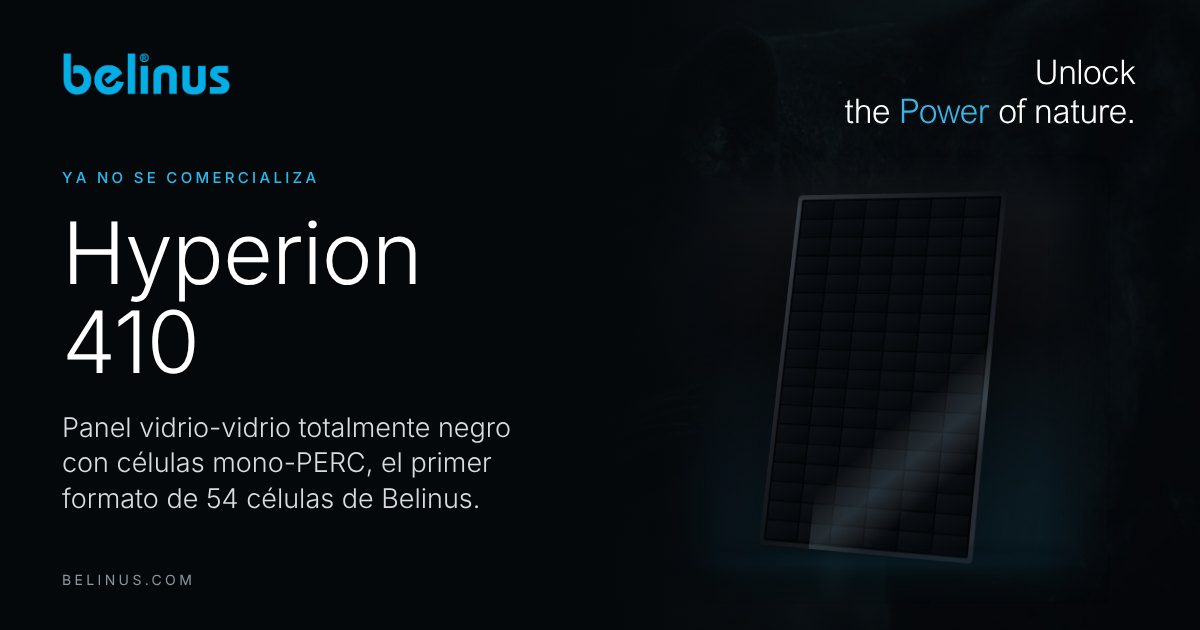 belinus®
Unlock
the Power of nature.
YA NO SE COMERCIALIZA
Hyperion
410
Panel vidrio-vidrio totalmente negro
con células mono-PERC, el primer
formato de 54 células de Belinus.
BELINUS.COM